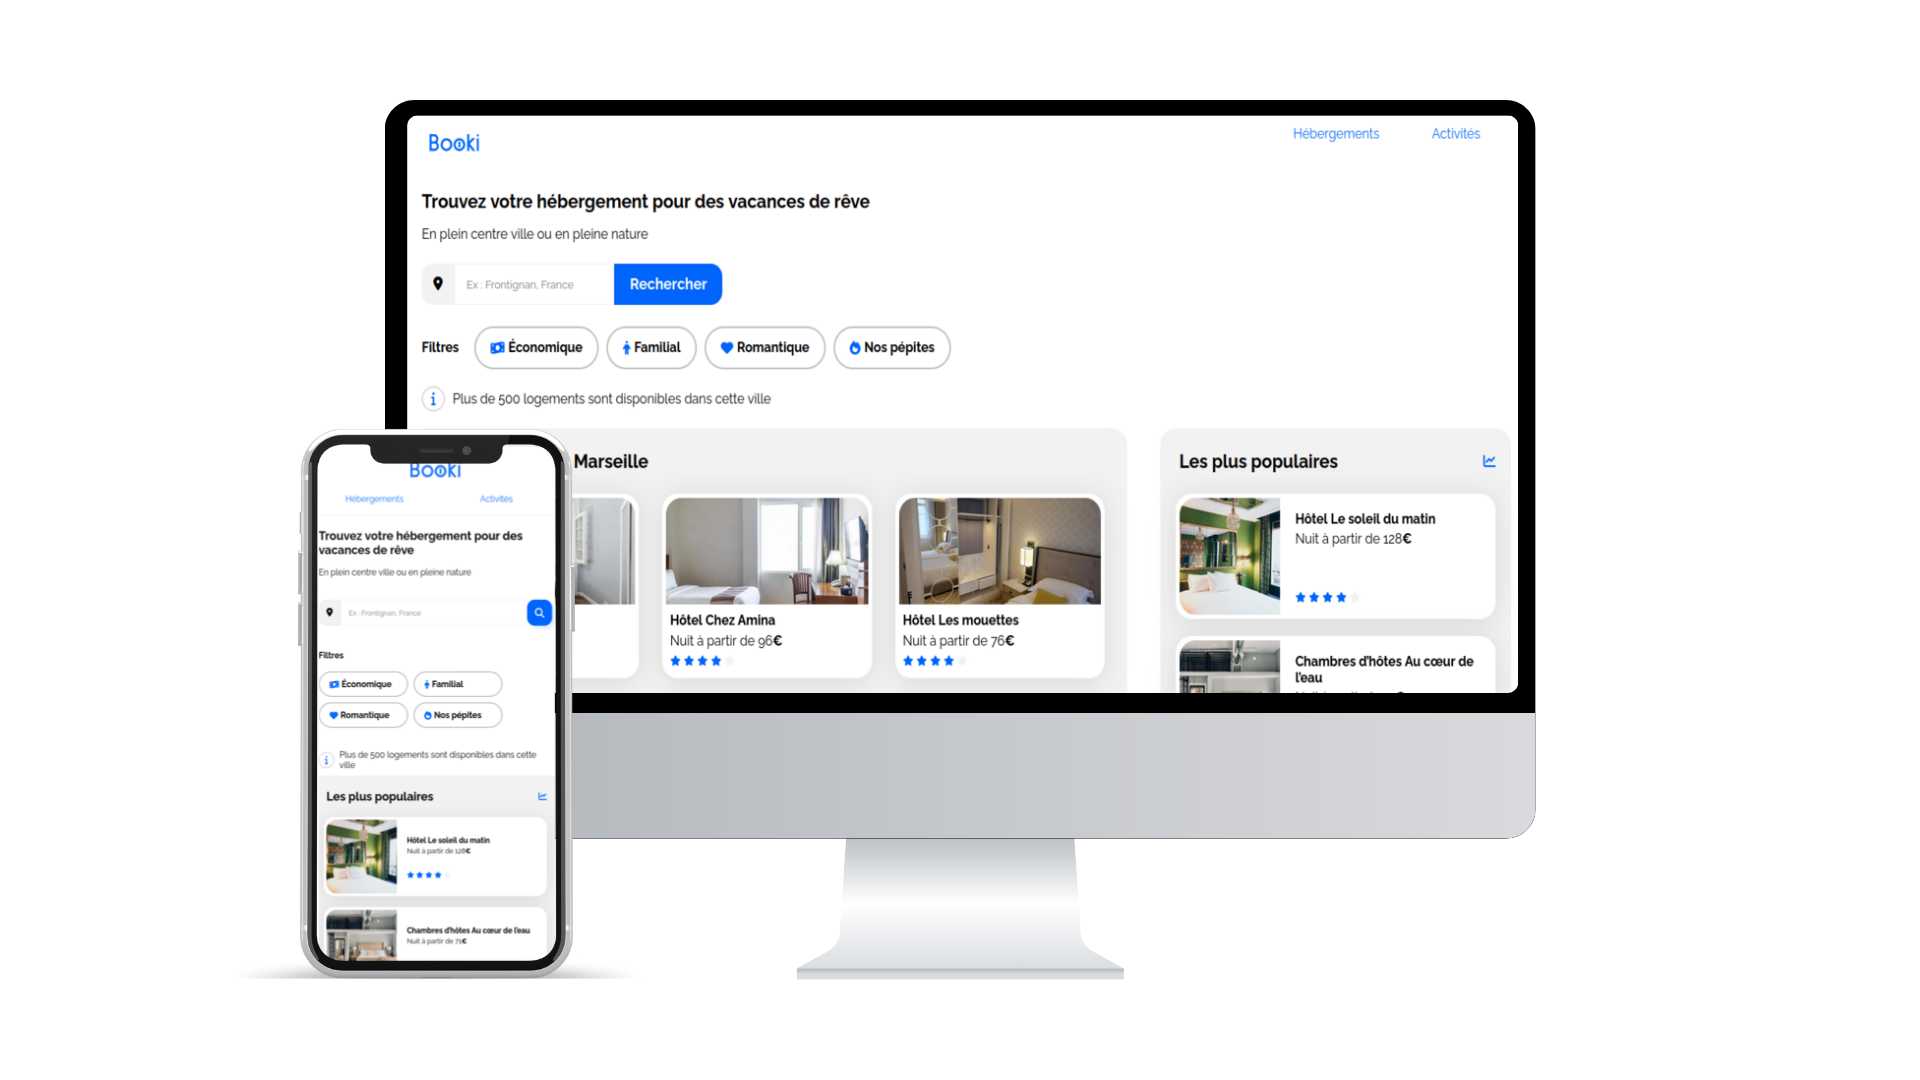 Booki
Hébergements
Activités
Trouvez votre hébergement pour des vacances de rêve
En plein centre ville ou en pleine nature
Ex : Frontignan, France
Rechercher
Filtres
Économique
Familial
Romantique
Nos pépites
Plus de 500 logements sont disponibles dans cette ville
Marseille
Hôtel Chez Amina
Nuit à partir de 96€
Hôtel Les mouettes
Nuit à partir de 76€
Les plus populaires
Hôtel Le soleil du matin
Nuit à partir de 128€
Chambres d'hôtes Au cœur de
l'eau
Booki
Hébergements
Activités
Trouvez votre hébergement pour des
vacances de rêve
En plein centre ville ou en pleine nature
Ex : Frontignan, France
Filtres
Économique
Familial
Romantique
Nos pépites
Plus de 500 logements sont disponibles dans cette
ville
Les plus populaires
Hôtel Le soleil du matin
Nuit à partir de 128€
Chambres d'hôtes Au cœur de l'eau
Nuit à partir de 71€